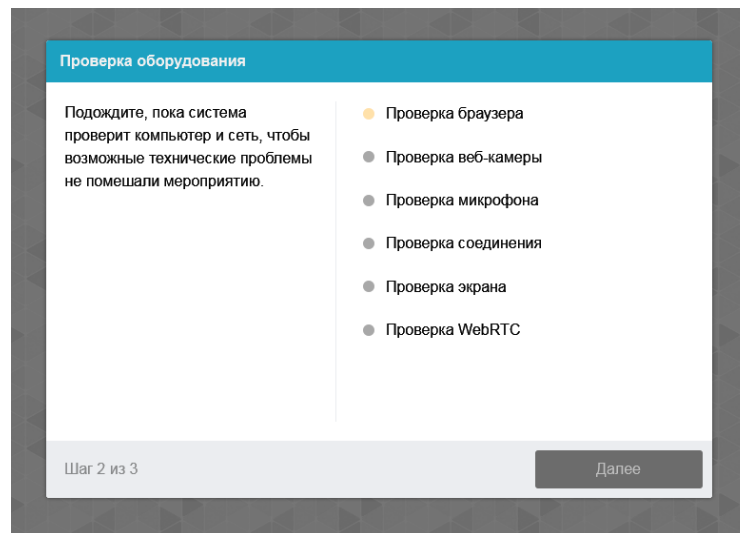 Проверка оборудования
Подождите, пока система
проверит компьютер и сеть, чтобы
возможные технические проблемы
не помешали мероприятию.
Проверка браузера
Проверка веб-камеры
Проверка микрофона
Проверка соединения
Проверка экрана
Проверка WebRTC
Шаг 2 из 3
Далее